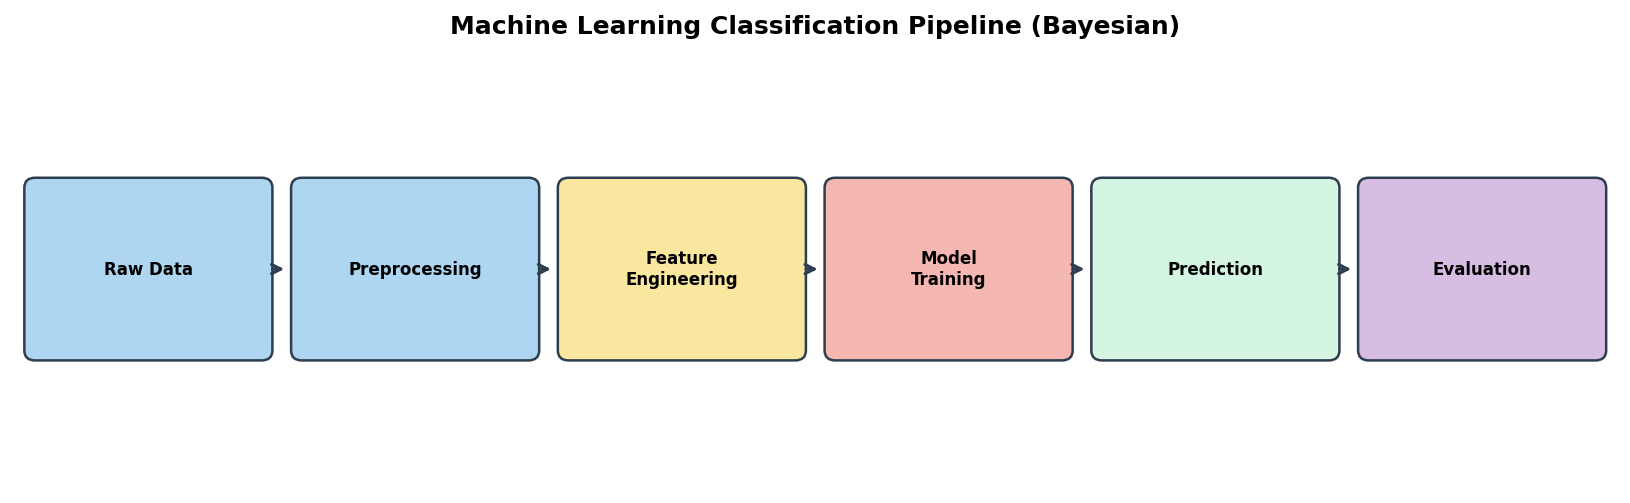 Machine Learning Classification Pipeline (Bayesian)
Raw Data
Preprocessing
Feature
Engineering
Model
Training
Prediction
Evaluation